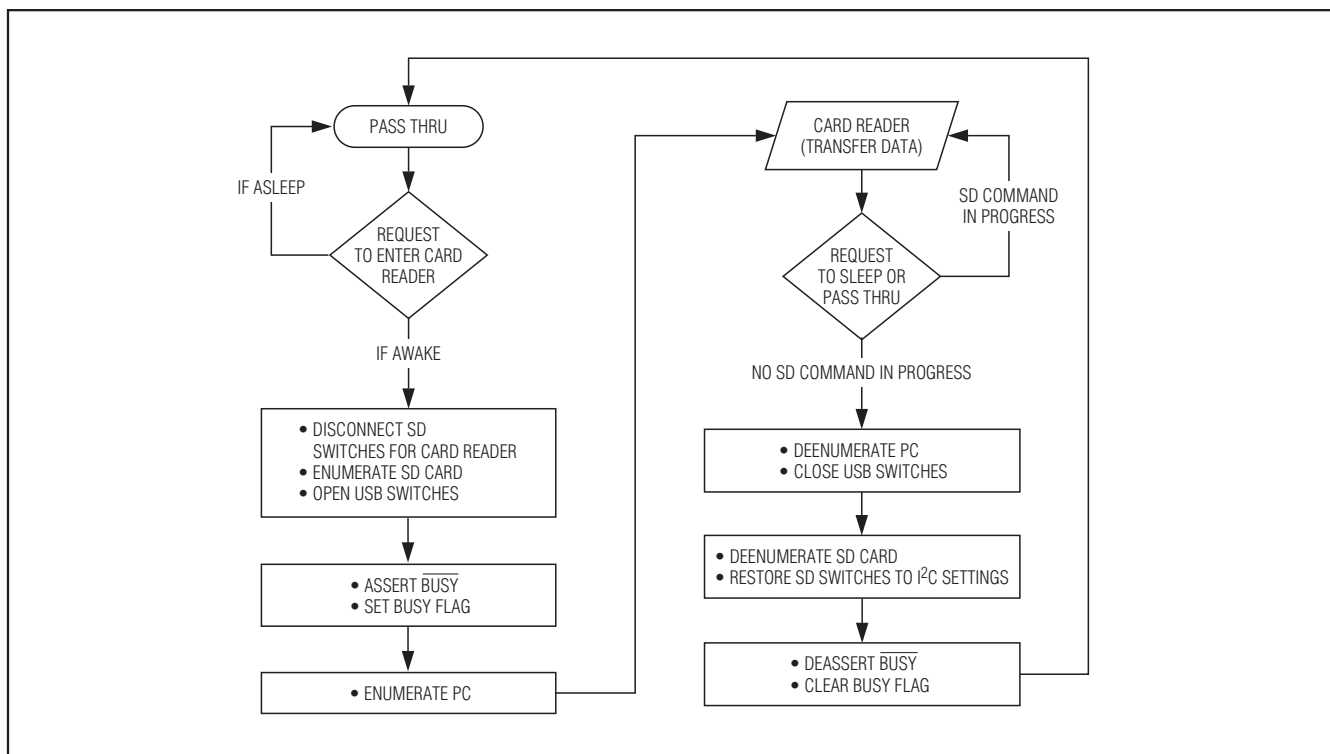 PASS THRU
IF ASLEEP
REQUEST
TO ENTER CARD
READER
IF AWAKE
• DISCONNECT SD
SWITCHES FOR CARD READER
• ENUMERATE SD CARD
• OPEN USB SWITCHES
• ASSERT B̅U̅S̅Y̅
• SET BUSY FLAG
• ENUMERATE PC
CARD READER
(TRANSFER DATA)
SD COMMAND
IN PROGRESS
REQUEST
TO SLEEP OR
PASS THRU
NO SD COMMAND IN PROGRESS
• DEENUMERATE PC
• CLOSE USB SWITCHES
• DEENUMERATE SD CARD
• RESTORE SD SWITCHES TO I²C SETTINGS
• DEASSERT B̅U̅S̅Y̅
• CLEAR BUSY FLAG